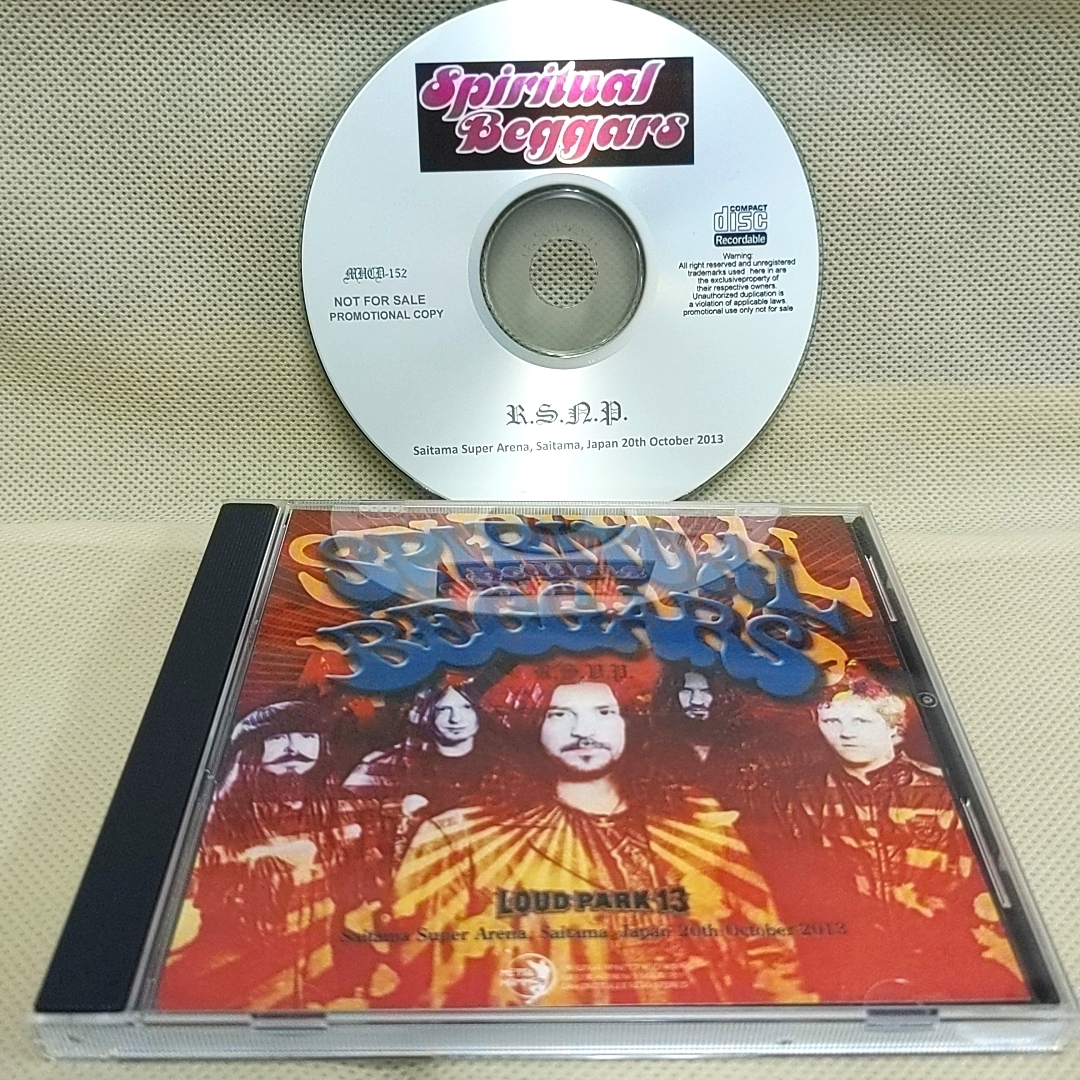 Spiritual
Beggars
COMPACT
disc
Recordable
Warning:
All right reserved and unregistered
trademarks used here in are
the exclusiveproperty of
their respective owners.
Unauthorized duplication is
a violation of applicable laws.
promotional use only not for sale
MHCD-152
NOT FOR SALE
PROMOTIONAL COPY
R.S.N.P.
Saitama Super Arena, Saitama, Japan 20th October 2013
SPIRITUAL
BEGGARS
LOUD PARK 13
Saitama Super Arena, Saitama, Japan 20th October 2013